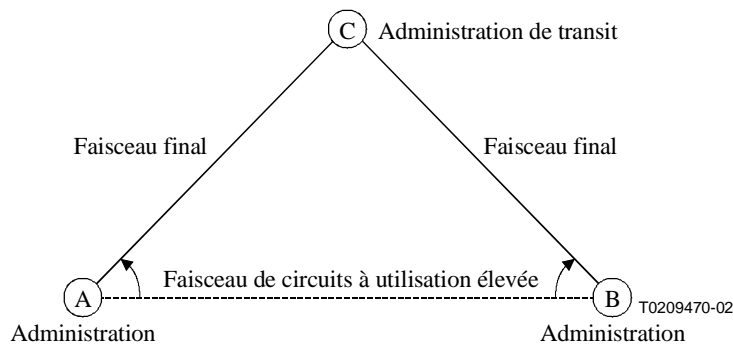 C Administration de transit
Faisceau final Faisceau final
Faisceau de circuits à utilisation élevée
A B T0209470-02
Administration Administration